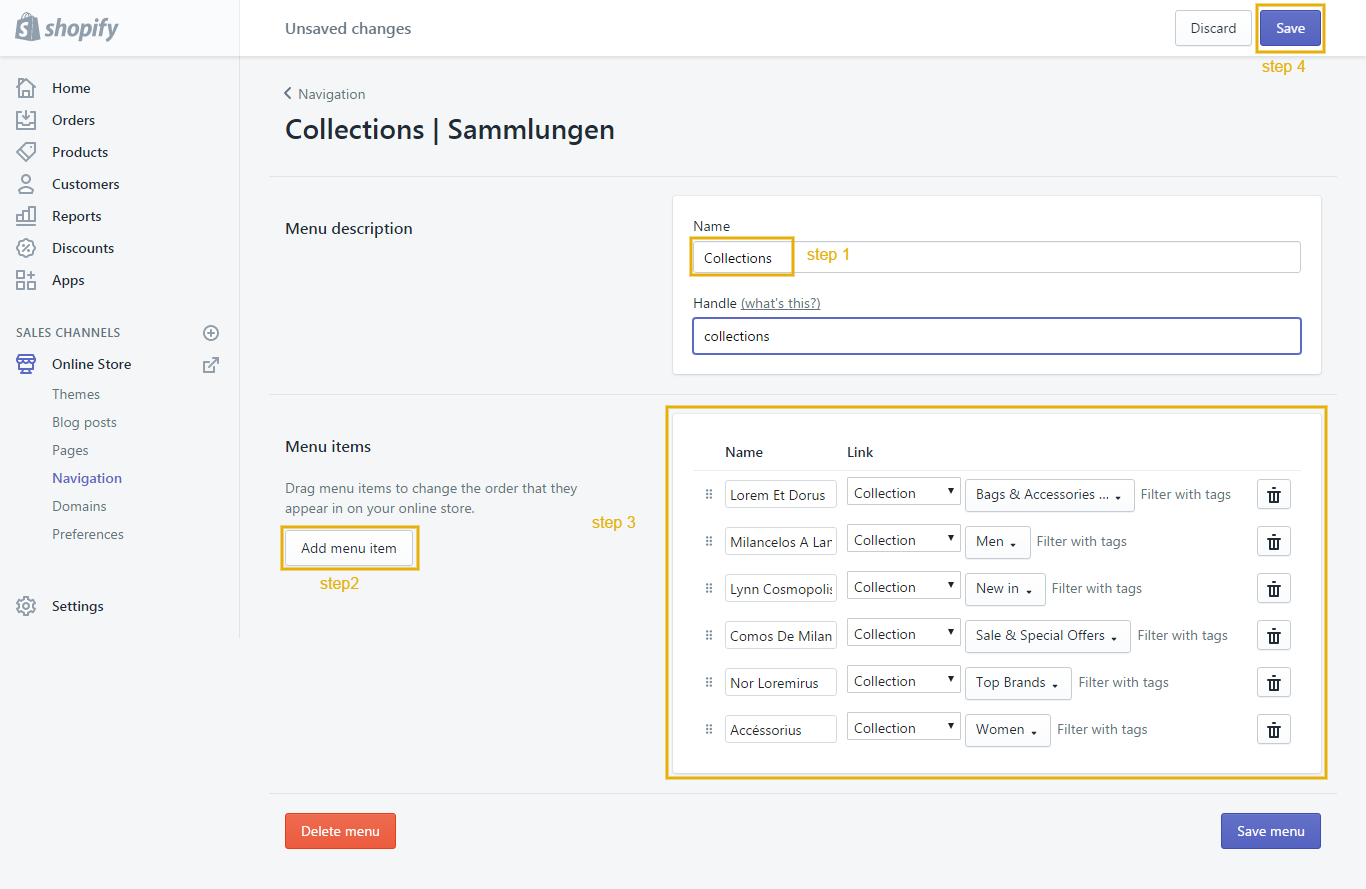 shopify
Unsaved changes
Discard
Save
step 4
Home
Orders
Products
Customers
Reports
Discounts
Apps
SALES CHANNELS
Online Store
Themes
Blog posts
Pages
Navigation
Domains
Preferences
Settings
Navigation
Collections | Sammlungen
Menu description
Name
Collections
step 1
Handle (what's this?)
collections
Menu items
Drag menu items to change the order that they
appear in on your online store.
step 3
Add menu item
step2
Name Link
Lorem Et Dorus Collection Bags & Accessories ... Filter with tags
Milancelos A Lar Collection Men Filter with tags
Lynn Cosmopolis Collection New in Filter with tags
Comos De Milan Collection Sale & Special Offers Filter with tags
Nor Loremirus Collection Top Brands Filter with tags
Accéssorius Collection Women Filter with tags
Delete menu
Save menu